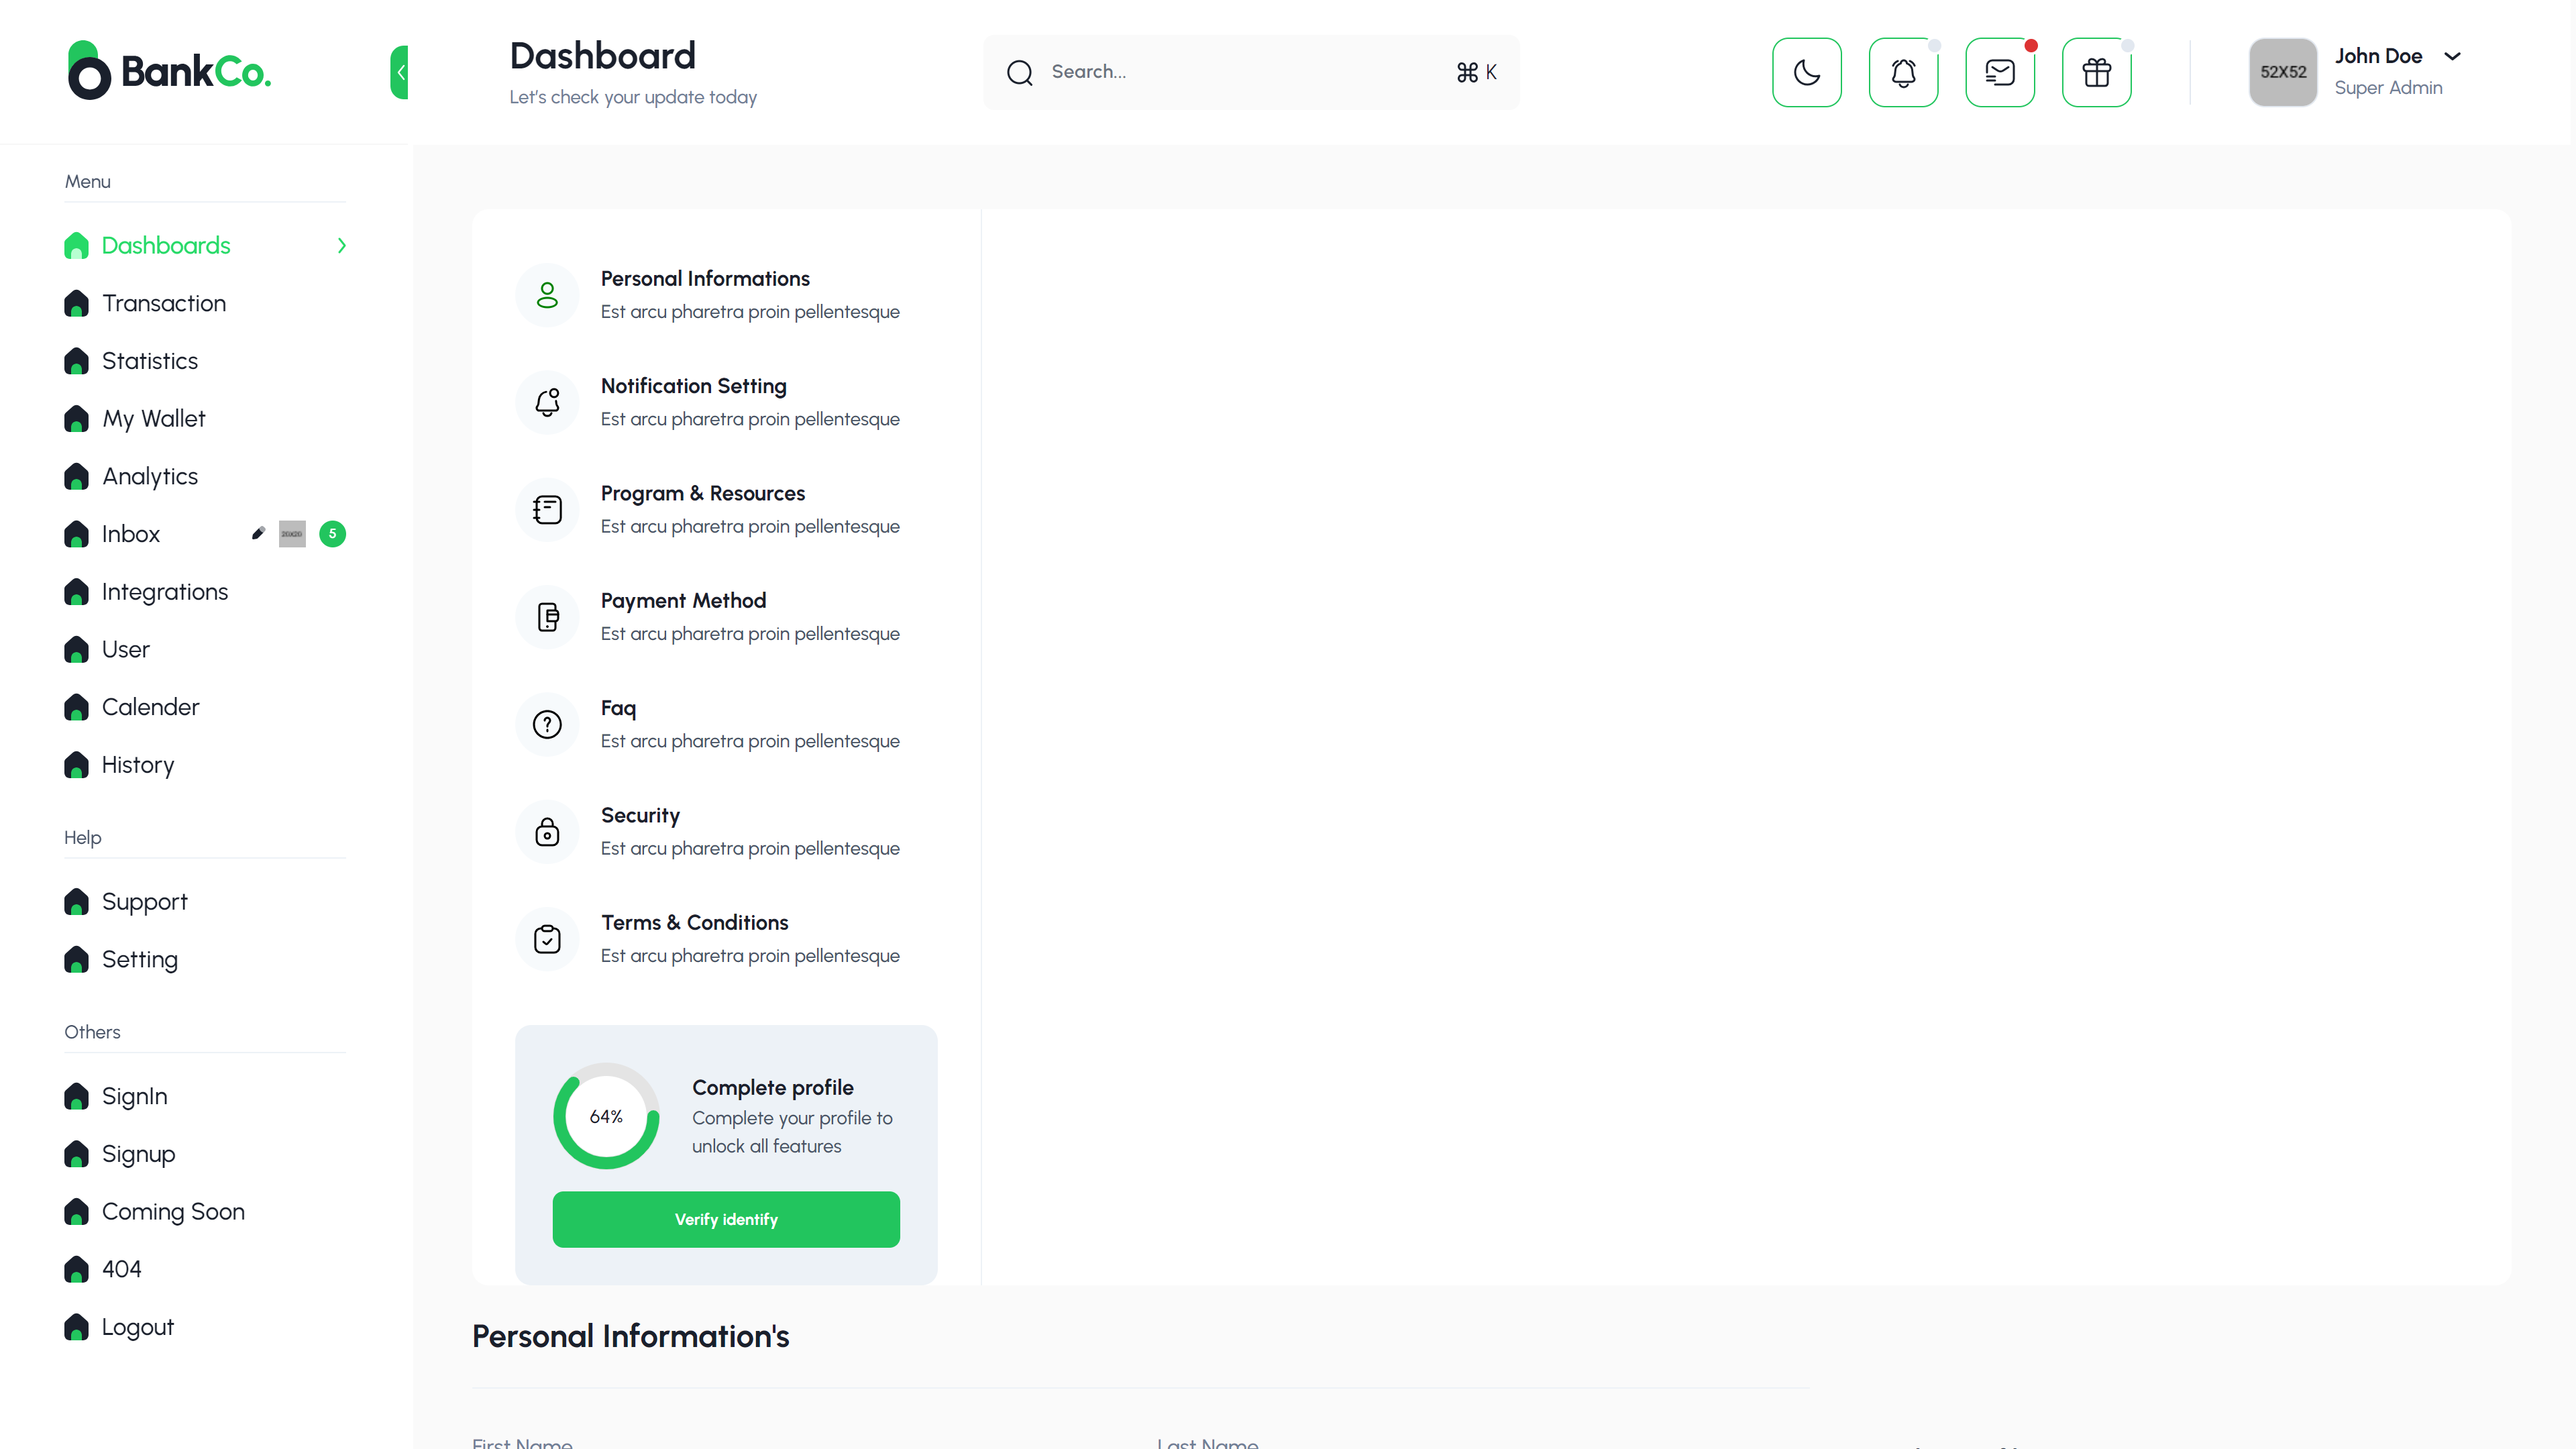 BankCo.
Dashboard
Let's check your update today
Search...
⌘ K
52X52
John Doe
Super Admin
Menu
Dashboards
Transaction
Statistics
My Wallet
Analytics
Inbox
20X20
5
Integrations
User
Calender
History
Help
Support
Setting
Others
SignIn
Signup
Coming Soon
404
Logout
Personal Informations
Est arcu pharetra proin pellentesque
Notification Setting
Est arcu pharetra proin pellentesque
Program & Resources
Est arcu pharetra proin pellentesque
Payment Method
Est arcu pharetra proin pellentesque
Faq
Est arcu pharetra proin pellentesque
Security
Est arcu pharetra proin pellentesque
Terms & Conditions
Est arcu pharetra proin pellentesque
64%
Complete profile
Complete your profile to
unlock all features
Verify identify
Personal Information's
First Name
Last Name